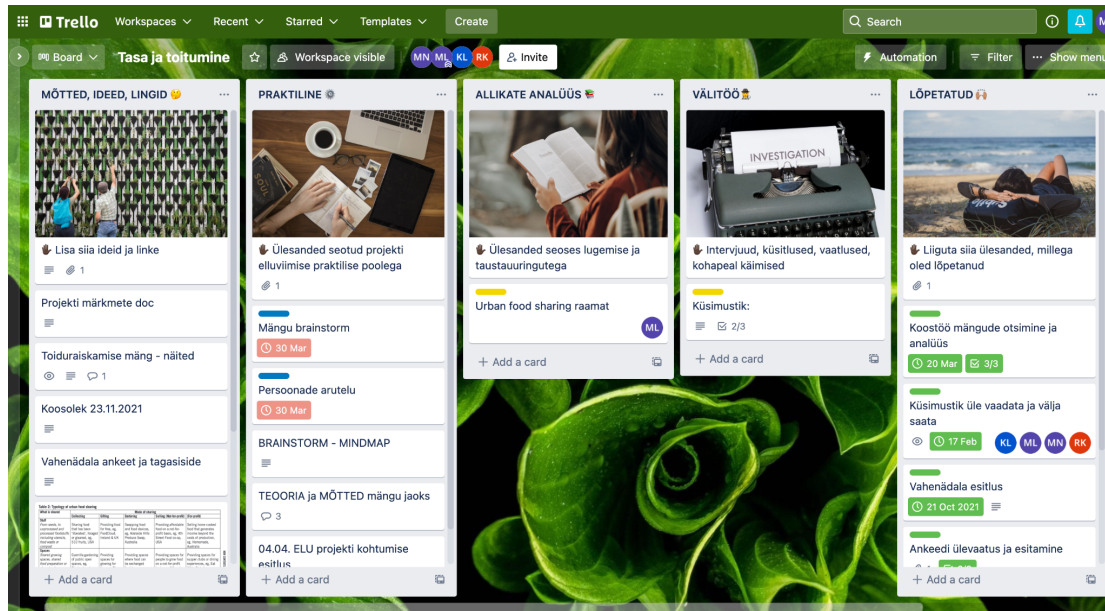 Trello
Workspaces
Recent
Starred
Templates
Create
Search
Board
Tasa ja toitumine
Workspace visible
MN
ML
KL
RK
Invite
Automation
Filter
Show menu
MÕTTED, IDEED, LINGID
Lisa siia ideid ja linke
1
Projekti märkmete doc
Toiduraiskamise mäng - näited
1
Koosolek 23.11.2021
Vahenädala ankeet ja tagasiside
Add a card
PRAKTILINE
Ülesanded seotud projekti
elluviimise praktilise poolega
1
Mängu brainstorm
30 Mar
Persoonade arutelu
30 Mar
BRAINSTORM - MINDMAP
TEOORIA ja MÕTTED mängu jaoks
3
04.04. ELU projekti kohtumise
esitlus
Add a card
ALLIKATE ANALÜÜS
Ülesanded seoses lugemise ja
taustauuringutega
Urban food sharing raamat
ML
Add a card
VÄLITÖÖ
INVESTIGATION
Intervjuud, küsitlused, vaatlused,
kohapeal käimised
Küsimustik:
2/3
Add a card
LÕPETATUD
Liiguta siia ülesanded, millega
oled lõpetanud
1
Koostöö mängude otsimine ja
analüüs
20 Mar
3/3
Küsimustik üle vaadata ja välja
saata
17 Feb
KL
ML
MN
RK
Vahenädala esitlus
21 Oct 2021
Ankeedi ülevaatus ja esitamine
Add a card